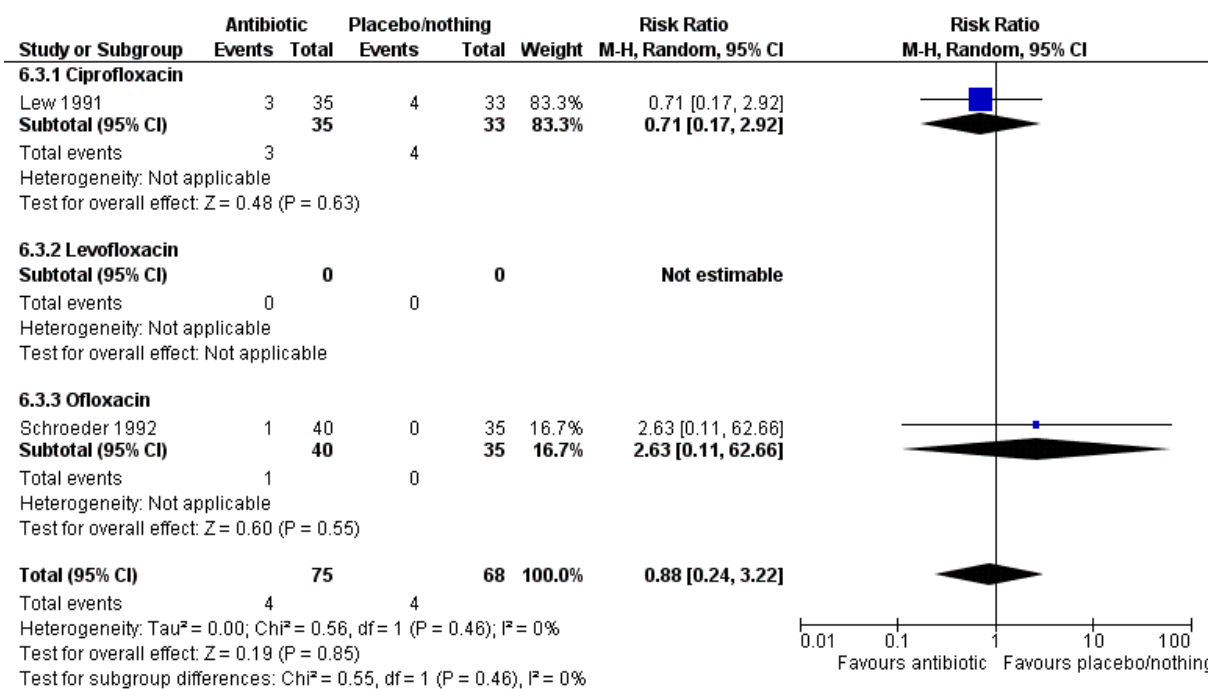 Antibiotic Placebo/nothing Risk Ratio Risk Ratio
Study or Subgroup Events Total Events Total Weight M-H, Random, 95% CI M-H, Random, 95% CI
6.3.1 Ciprofloxacin
Lew 1991 3 35 4 33 83.3% 0.71 [0.17, 2.92]
Subtotal (95% CI) 35 33 83.3% 0.71 [0.17, 2.92]
Total events 3 4
Heterogeneity: Not applicable
Test for overall effect: Z = 0.48 (P = 0.63)
6.3.2 Levofloxacin
Subtotal (95% CI) 0 0 Not estimable
Total events 0 0
Heterogeneity: Not applicable
Test for overall effect: Not applicable
6.3.3 Ofloxacin
Schroeder 1992 1 40 0 35 16.7% 2.63 [0.11, 62.66]
Subtotal (95% CI) 40 35 16.7% 2.63 [0.11, 62.66]
Total events 1 0
Heterogeneity: Not applicable
Test for overall effect: Z = 0.60 (P = 0.55)
Total (95% CI) 75 68 100.0% 0.88 [0.24, 3.22]
Total events 4 4
Heterogeneity: Tau² = 0.00; Chi² = 0.56, df = 1 (P = 0.46); I² = 0%
Test for overall effect: Z = 0.19 (P = 0.85)
Test for subgroup differences: Chi² = 0.55, df = 1 (P = 0.46), I² = 0%
0.01 0.1 1 10 100
Favours antibiotic Favours placebo/nothing